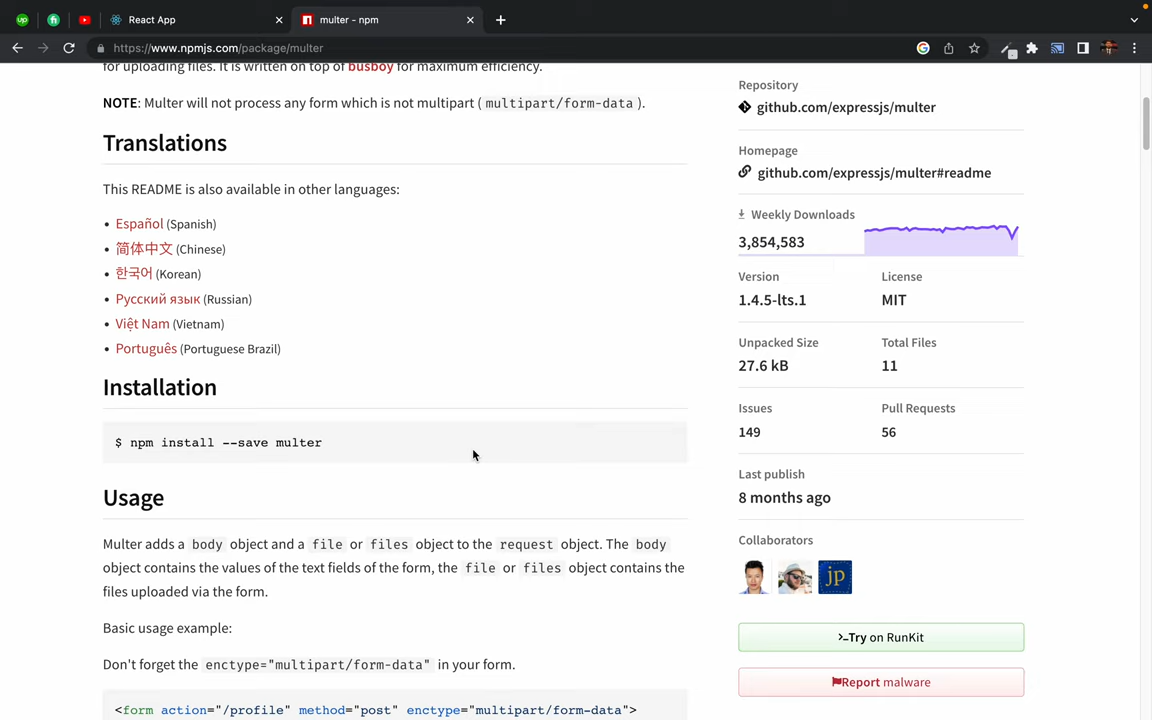 React App
multer - npm
https://www.npmjs.com/package/multer
for uploading files. It is written on top of busboy for maximum efficiency.
NOTE: Multer will not process any form which is not multipart ( multipart/form-data ).
Translations
This README is also available in other languages:
• Español (Spanish)
• 简体中文 (Chinese)
• 한국어 (Korean)
• Русский язык (Russian)
• Việt Nam (Vietnam)
• Português (Portuguese Brazil)
Installation
$ npm install --save multer
Usage
Multer adds a body object and a file or files object to the request object. The body
object contains the values of the text fields of the form, the file or files object contains the
files uploaded via the form.
Basic usage example:
Don't forget the enctype="multipart/form-data" in your form.
<form action="/profile" method="post" enctype="multipart/form-data">
Repository
github.com/expressjs/multer
Homepage
github.com/expressjs/multer#readme
Weekly Downloads
3,854,583
Version
License
1.4.5-lts.1
MIT
Unpacked Size
Total Files
27.6 kB
11
Issues
Pull Requests
149
56
Last publish
8 months ago
Collaborators
jp
>_Try on RunKit
Report malware